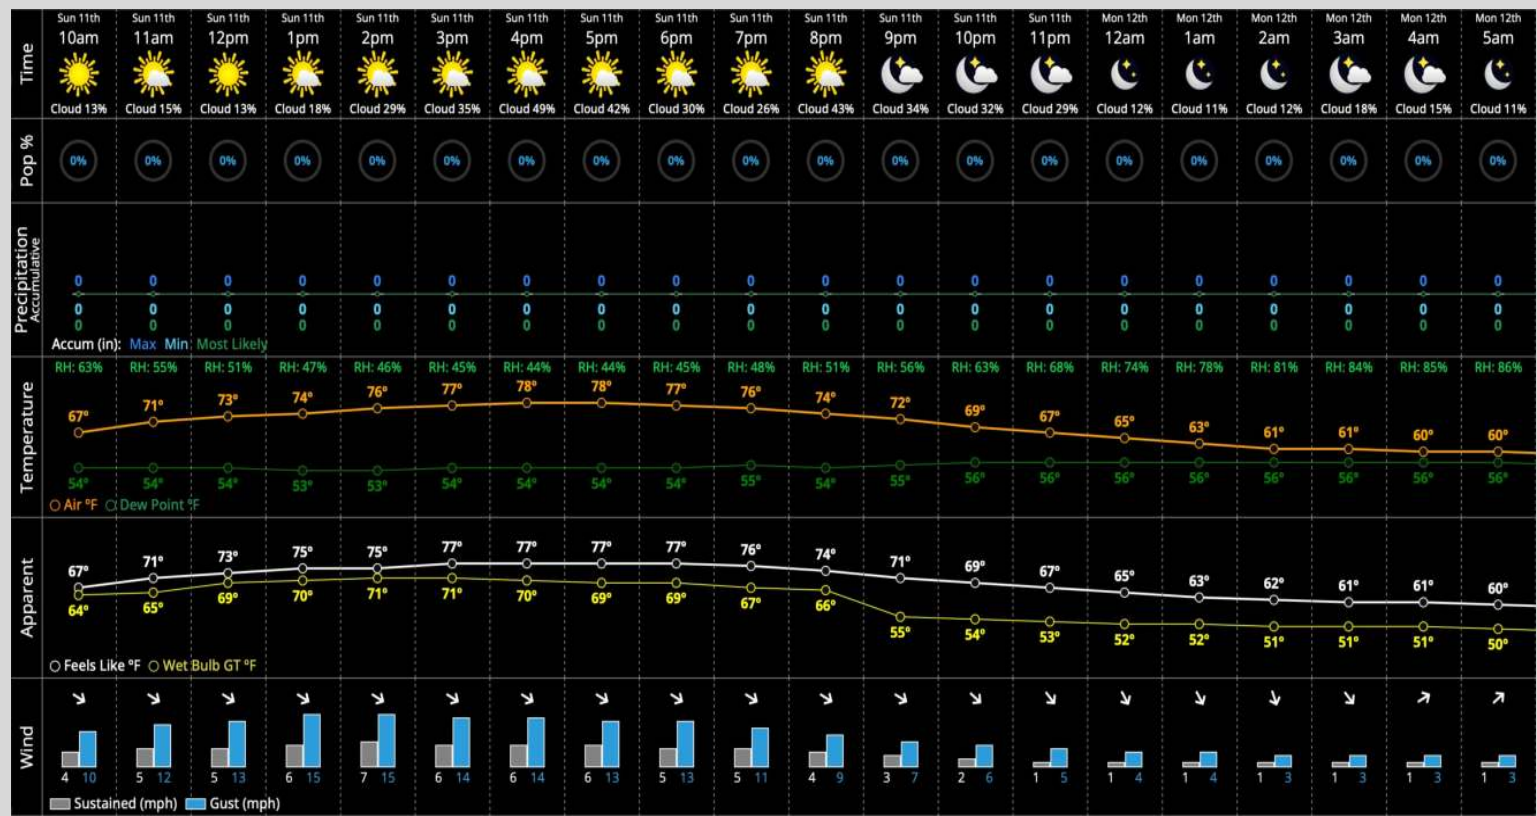 Time
Sun 11th Sun 11th Sun 11th Sun 11th Sun 11th Sun 11th Sun 11th Sun 11th Sun 11th Sun 11th Sun 11th Sun 11th Sun 11th Sun 11th Mon 12th Mon 12th Mon 12th Mon 12th Mon 12th Mon 12th
10am 11am 12pm 1pm 2pm 3pm 4pm 5pm 6pm 7pm 8pm 9pm 10pm 11pm 12am 1am 2am 3am 4am 5am
Cloud 13% Cloud 15% Cloud 13% Cloud 18% Cloud 29% Cloud 35% Cloud 49% Cloud 42% Cloud 30% Cloud 26% Cloud 43% Cloud 34% Cloud 32% Cloud 29% Cloud 12% Cloud 11% Cloud 12% Cloud 18% Cloud 15% Cloud 11%
Pop %
0% 0% 0% 0% 0% 0% 0% 0% 0% 0% 0% 0% 0% 0% 0% 0% 0% 0% 0% 0%
Precipitation
Accumulative
0 0 0 0 0 0 0 0 0 0 0 0 0 0 0 0 0 0 0 0
0 0 0 0 0 0 0 0 0 0 0 0 0 0 0 0 0 0 0 0
0 0 0 0 0 0 0 0 0 0 0 0 0 0 0 0 0 0 0 0
Accum (in): Max Min Most Likely
Temperature
RH: 63% RH: 55% RH: 51% RH: 47% RH: 46% RH: 45% RH: 44% RH: 44% RH: 45% RH: 48% RH: 51% RH: 56% RH: 63% RH: 68% RH: 74% RH: 78% RH: 81% RH: 84% RH: 85% RH: 86%
67° 71° 73° 74° 76° 77° 78° 78° 77° 76° 74° 72° 69° 67° 65° 63° 61° 61° 60° 60°
54° 54° 54° 53° 53° 54° 54° 54° 54° 55° 54° 55° 56° 56° 56° 56° 56° 56° 56° 56°
Air °F Dew Point °F
Apparent
67° 71° 73° 75° 75° 77° 77° 77° 77° 76° 74° 71° 69° 67° 65° 63° 62° 61° 61° 60°
64° 65° 69° 70° 71° 71° 70° 69° 69° 67° 66° 55° 54° 53° 52° 52° 51° 51° 51° 50°
Feels Like °F Wet Bulb GT °F
Wind
4 10 5 12 5 13 6 15 7 15 6 14 6 14 6 13 5 13 5 11 4 9 3 7 2 6 1 5 1 4 1 4 1 3 1 3 1 3 1 3
Sustained (mph) Gust (mph)